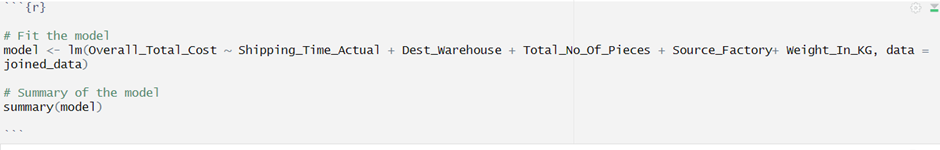 ```{r}
# Fit the model
model <- lm(Overall_Total_Cost ~ Shipping_Time_Actual + Dest_Warehouse + Total_No_Of_Pieces + Source_Factory+ Weight_In_KG, data =
joined_data)
# Summary of the model
summary(model)
```